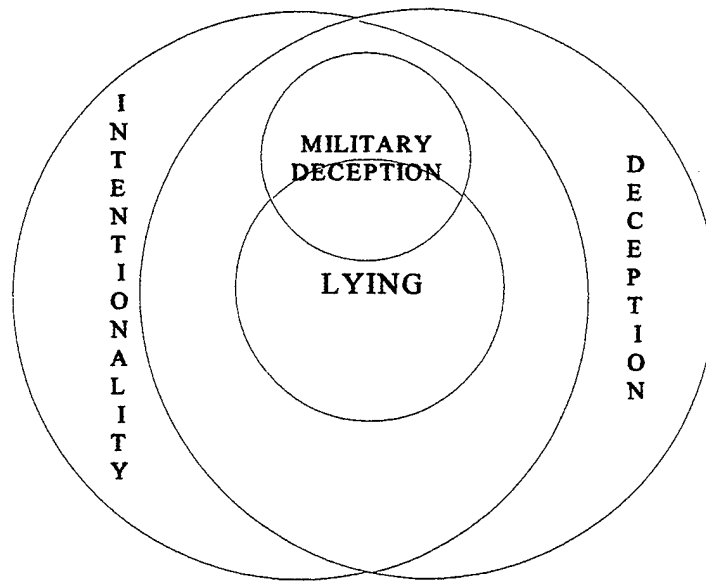 INTENTIONALITY
MILITARY
DECEPTION
LYING
DECEPTION